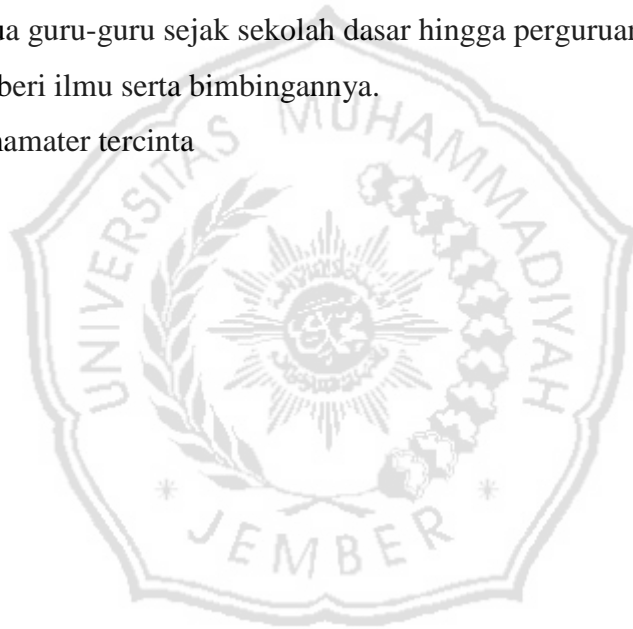 ua guru-guru sejak sekolah dasar hingga perguruan
beri ilmu serta bimbingannya.
namater tercinta
UNIVERSITAS MUHAMMADIYAH
JEMBER